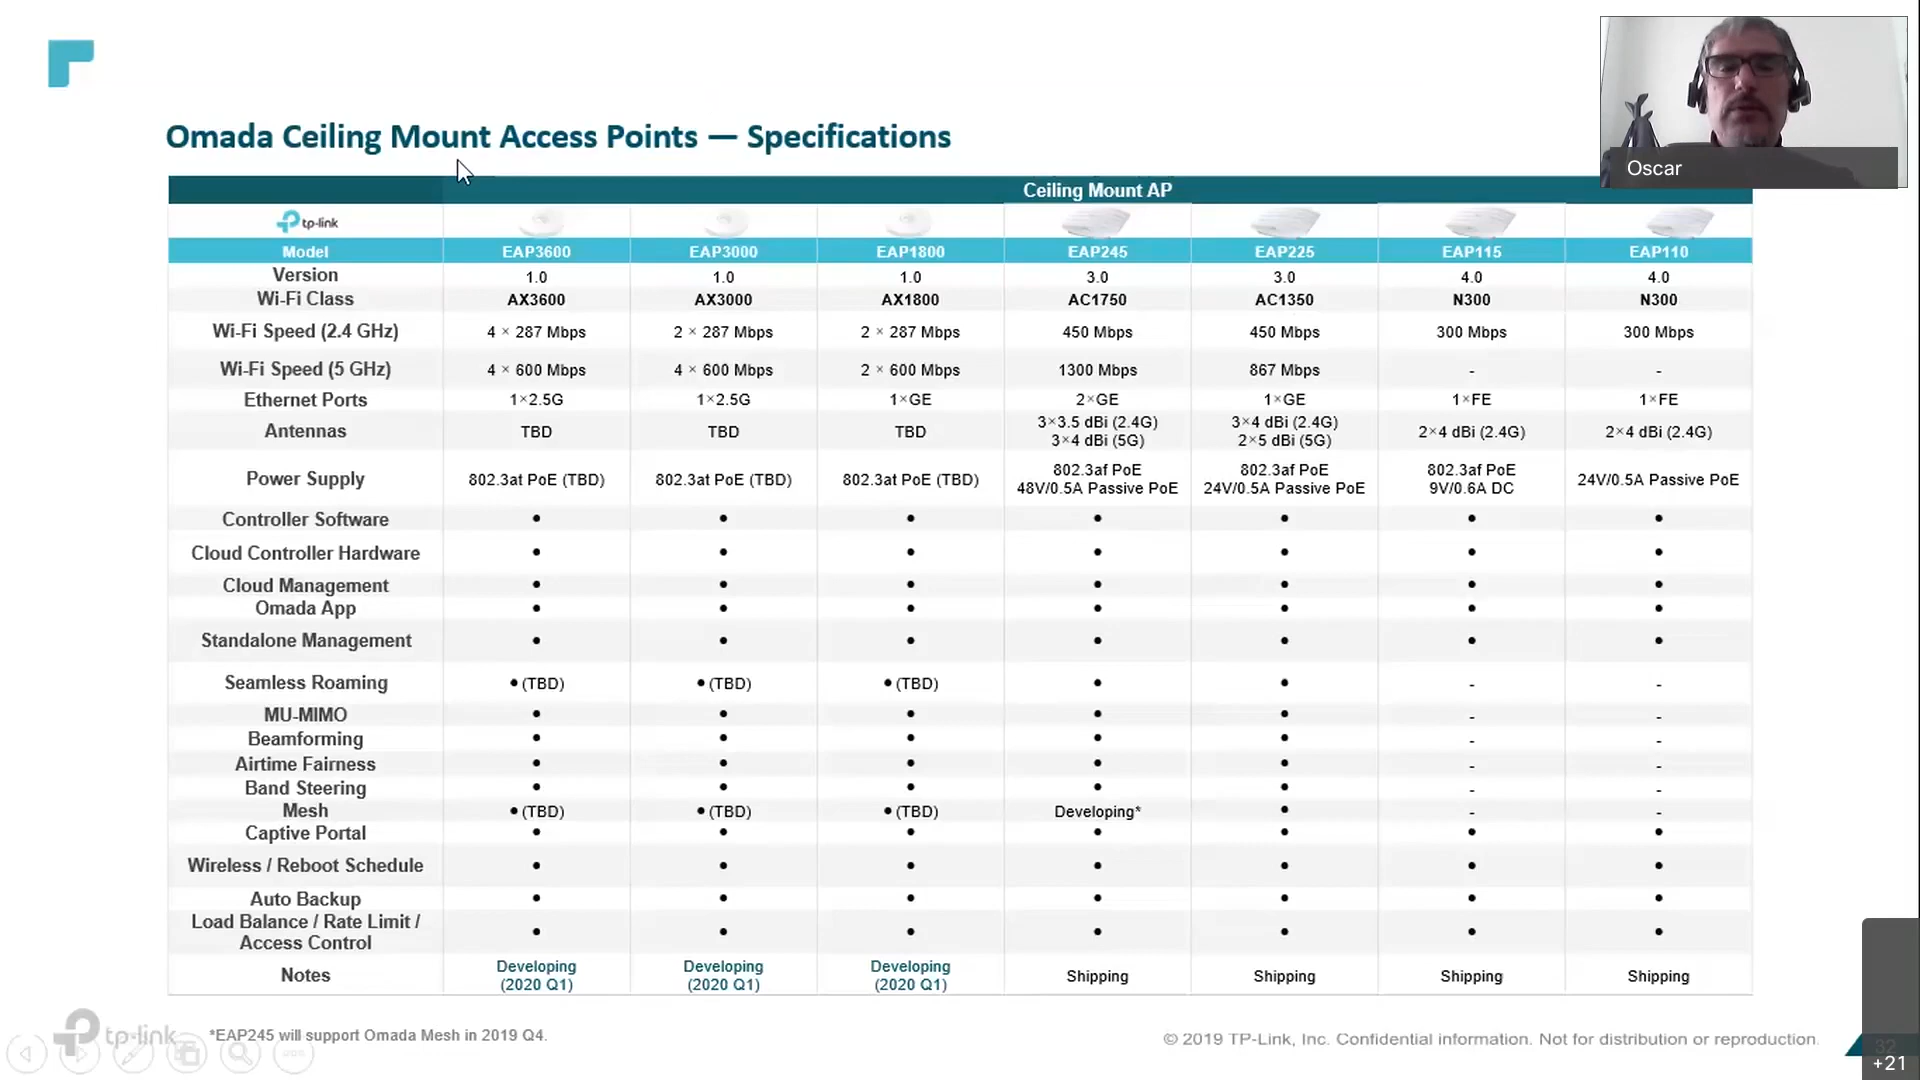 Oscar
Omada Ceiling Mount Access Points — Specifications
Ceiling Mount AP
tp-link
Model EAP3600 EAP3000 EAP1800 EAP245 EAP225 EAP115 EAP110
Version 1.0 1.0 1.0 3.0 3.0 4.0 4.0
Wi-Fi Class AX3600 AX3000 AX1800 AC1750 AC1350 N300 N300
Wi-Fi Speed (2.4 GHz) 4 × 287 Mbps 2 × 287 Mbps 2 × 287 Mbps 450 Mbps 450 Mbps 300 Mbps 300 Mbps
Wi-Fi Speed (5 GHz) 4 × 600 Mbps 4 × 600 Mbps 2 × 600 Mbps 1300 Mbps 867 Mbps - -
Ethernet Ports 1×2.5G 1×2.5G 1×GE 2×GE 1×GE 1×FE 1×FE
Antennas TBD TBD TBD 3×3.5 dBi (2.4G) 3×4 dBi (5G) 3×4 dBi (2.4G) 2×5 dBi (5G) 2×4 dBi (2.4G) 2×4 dBi (2.4G)
Power Supply 802.3at PoE (TBD) 802.3at PoE (TBD) 802.3at PoE (TBD) 802.3af PoE 48V/0.5A Passive PoE 802.3af PoE 24V/0.5A Passive PoE 802.3af PoE 9V/0.6A DC 24V/0.5A Passive PoE
Controller Software • • • • • • •
Cloud Controller Hardware • • • • • • •
Cloud Management • • • • • • •
Omada App • • • • • • •
Standalone Management • • • • • • •
Seamless Roaming • (TBD) • (TBD) • (TBD) • • - -
MU-MIMO • • • • • - -
Beamforming • • • • • - -
Airtime Fairness • • • • • - -
Band Steering • • • • • - -
Mesh • (TBD) • (TBD) • (TBD) Developing* • - -
Captive Portal • • • • • • •
Wireless / Reboot Schedule • • • • • • •
Auto Backup • • • • • • •
Load Balance / Rate Limit / Access Control • • • • • • •
Notes Developing (2020 Q1) Developing (2020 Q1) Developing (2020 Q1) Shipping Shipping Shipping Shipping
tp-link
*EAP245 will support Omada Mesh in 2019 Q4.
© 2019 TP-Link, Inc. Confidential information. Not for distribution or reproduction.
32
+21